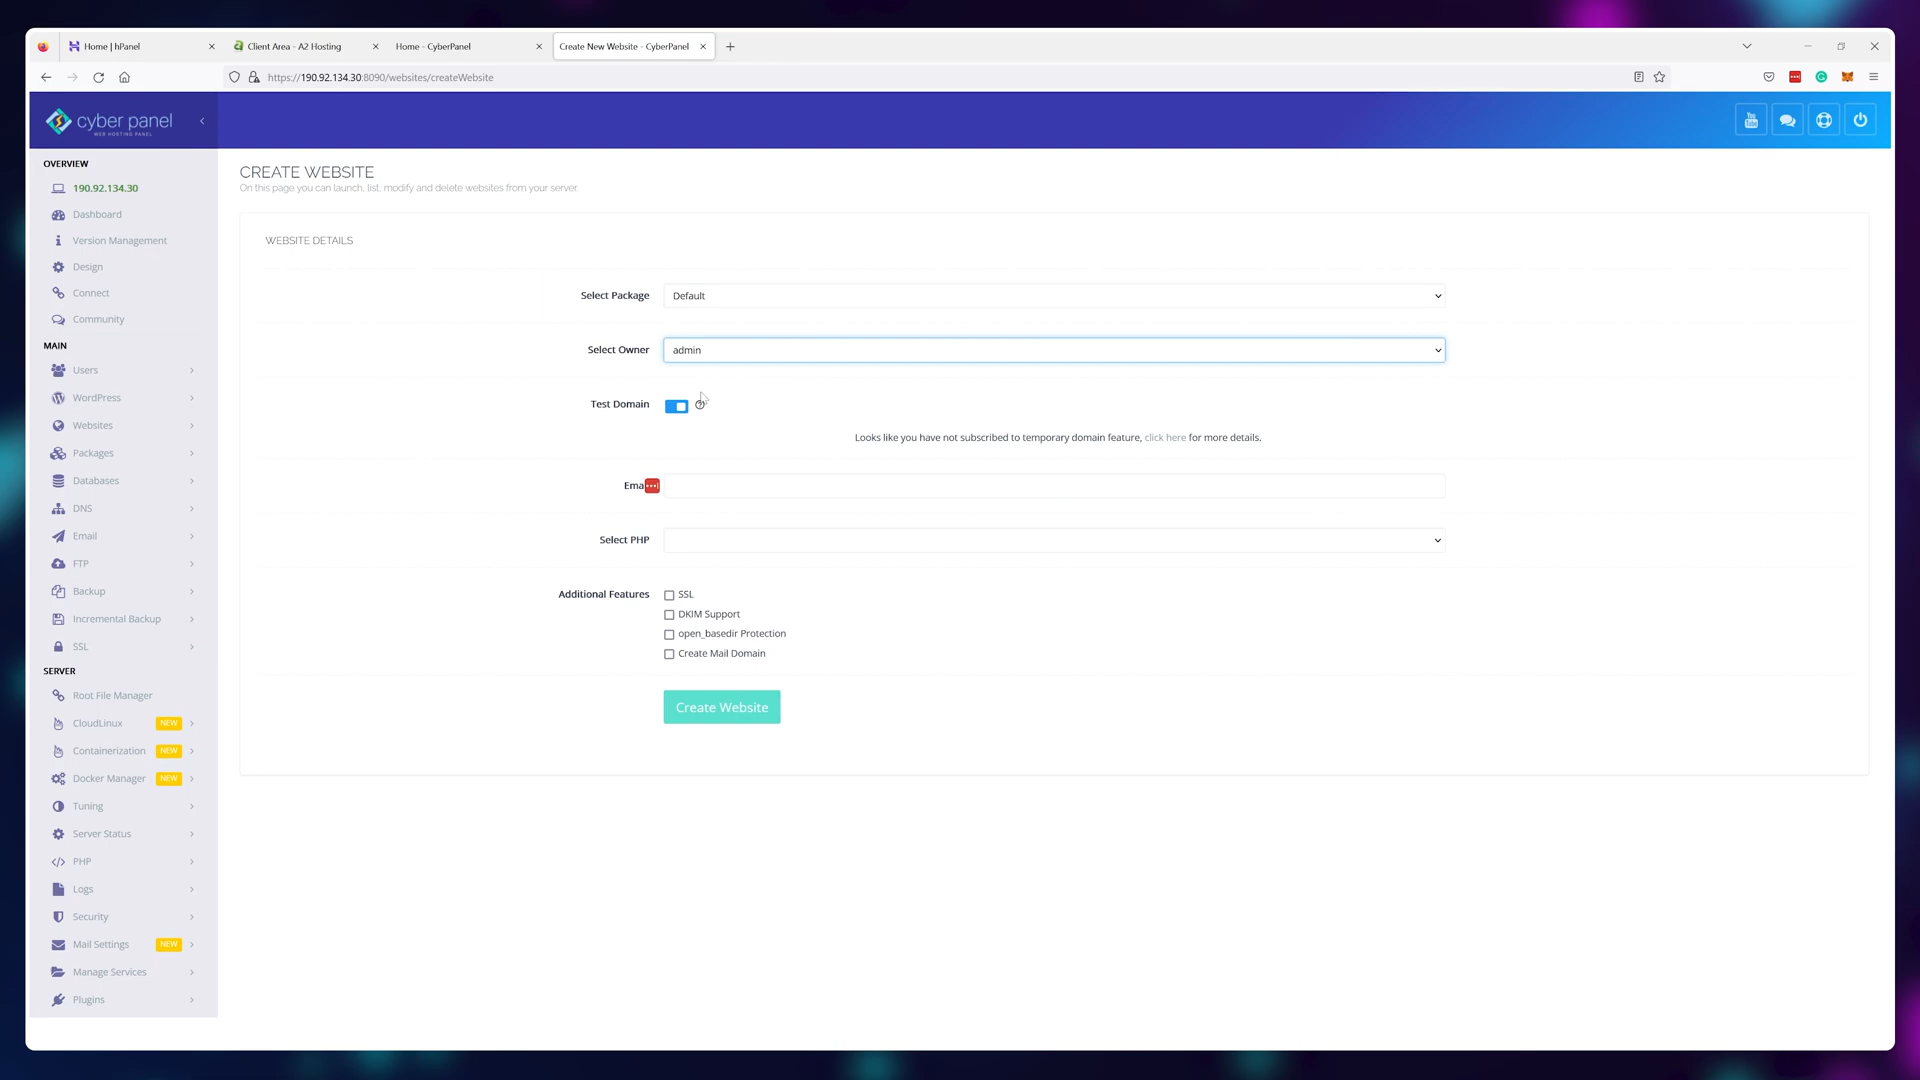 Home | hPanel
Client Area - A2 Hosting
Home - CyberPanel
Create New Website - CyberPanel
https://190.92.134.30:8090/websites/createWebsite
cyber panel
WEB HOSTING PANEL
OVERVIEW
190.92.134.30
Dashboard
Version Management
Design
Connect
Community
MAIN
Users
WordPress
Websites
Packages
Databases
DNS
Email
FTP
Backup
Incremental Backup
SSL
SERVER
Root File Manager
CloudLinux NEW
Containerization NEW
Docker Manager NEW
Tuning
Server Status
PHP
Logs
Security
Mail Settings NEW
Manage Services
Plugins
CREATE WEBSITE
On this page you can launch, list, modify and delete websites from your server.
WEBSITE DETAILS
Select Package Default
Select Owner admin
Test Domain
Looks like you have not subscribed to temporary domain feature, click here for more details.
Ema
Select PHP
Additional Features SSL
DKIM Support
open_basedir Protection
Create Mail Domain
Create Website